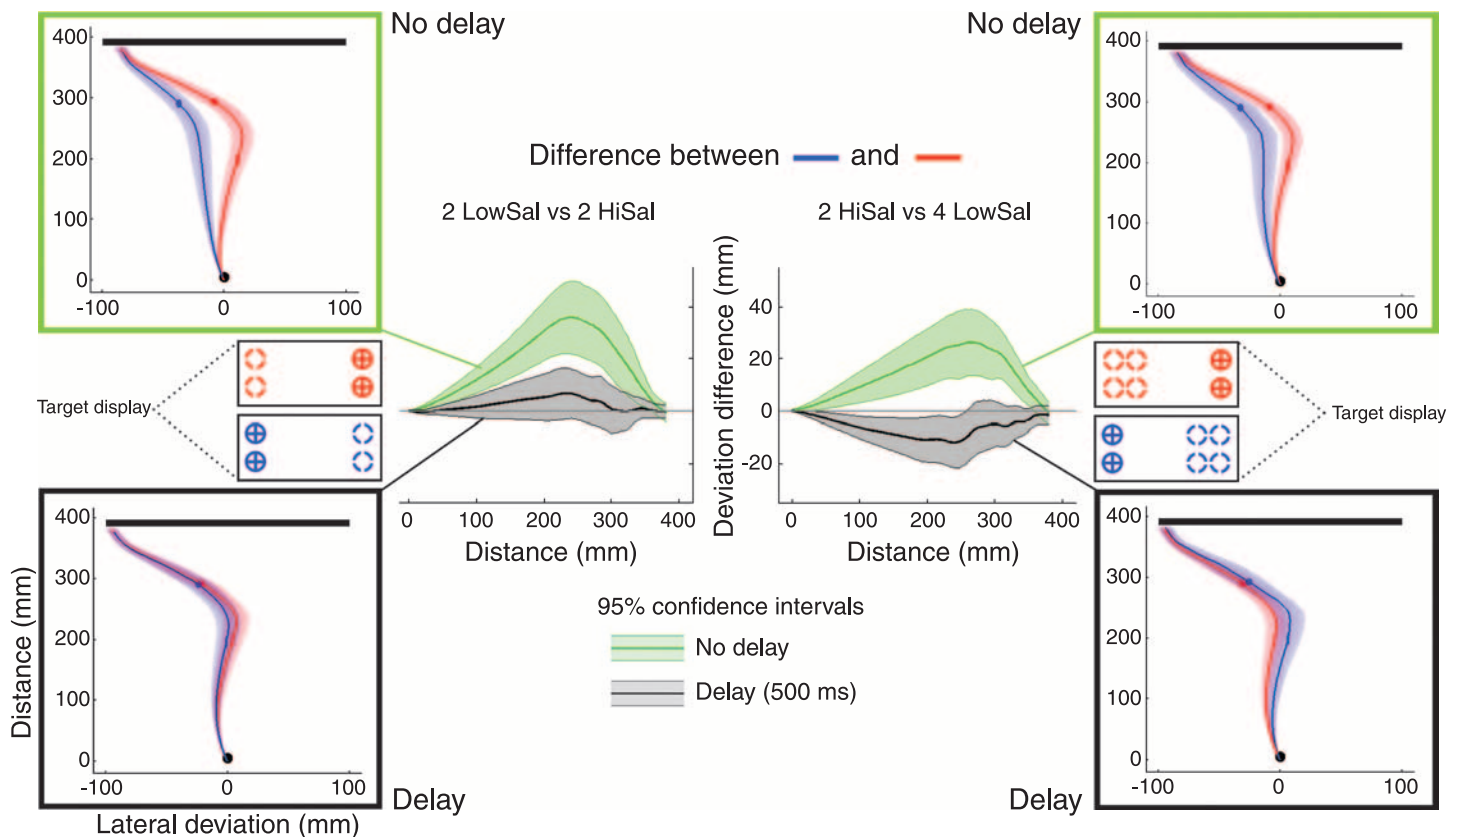 No delay
No delay
400
300
200
100
0
-100
0
100
400
300
200
100
0
-100
0
100
Difference between and
2 LowSal vs 2 HiSal
2 HiSal vs 4 LowSal
Deviation difference (mm)
40
20
0
-20
Target display
Target display
0
100
200
300
400
Distance (mm)
0
100
200
300
400
Distance (mm)
95% confidence intervals
No delay
Delay (500 ms)
Distance (mm)
400
300
200
100
0
-100
0
100
Lateral deviation (mm)
Delay
400
300
200
100
0
-100
0
100
Delay